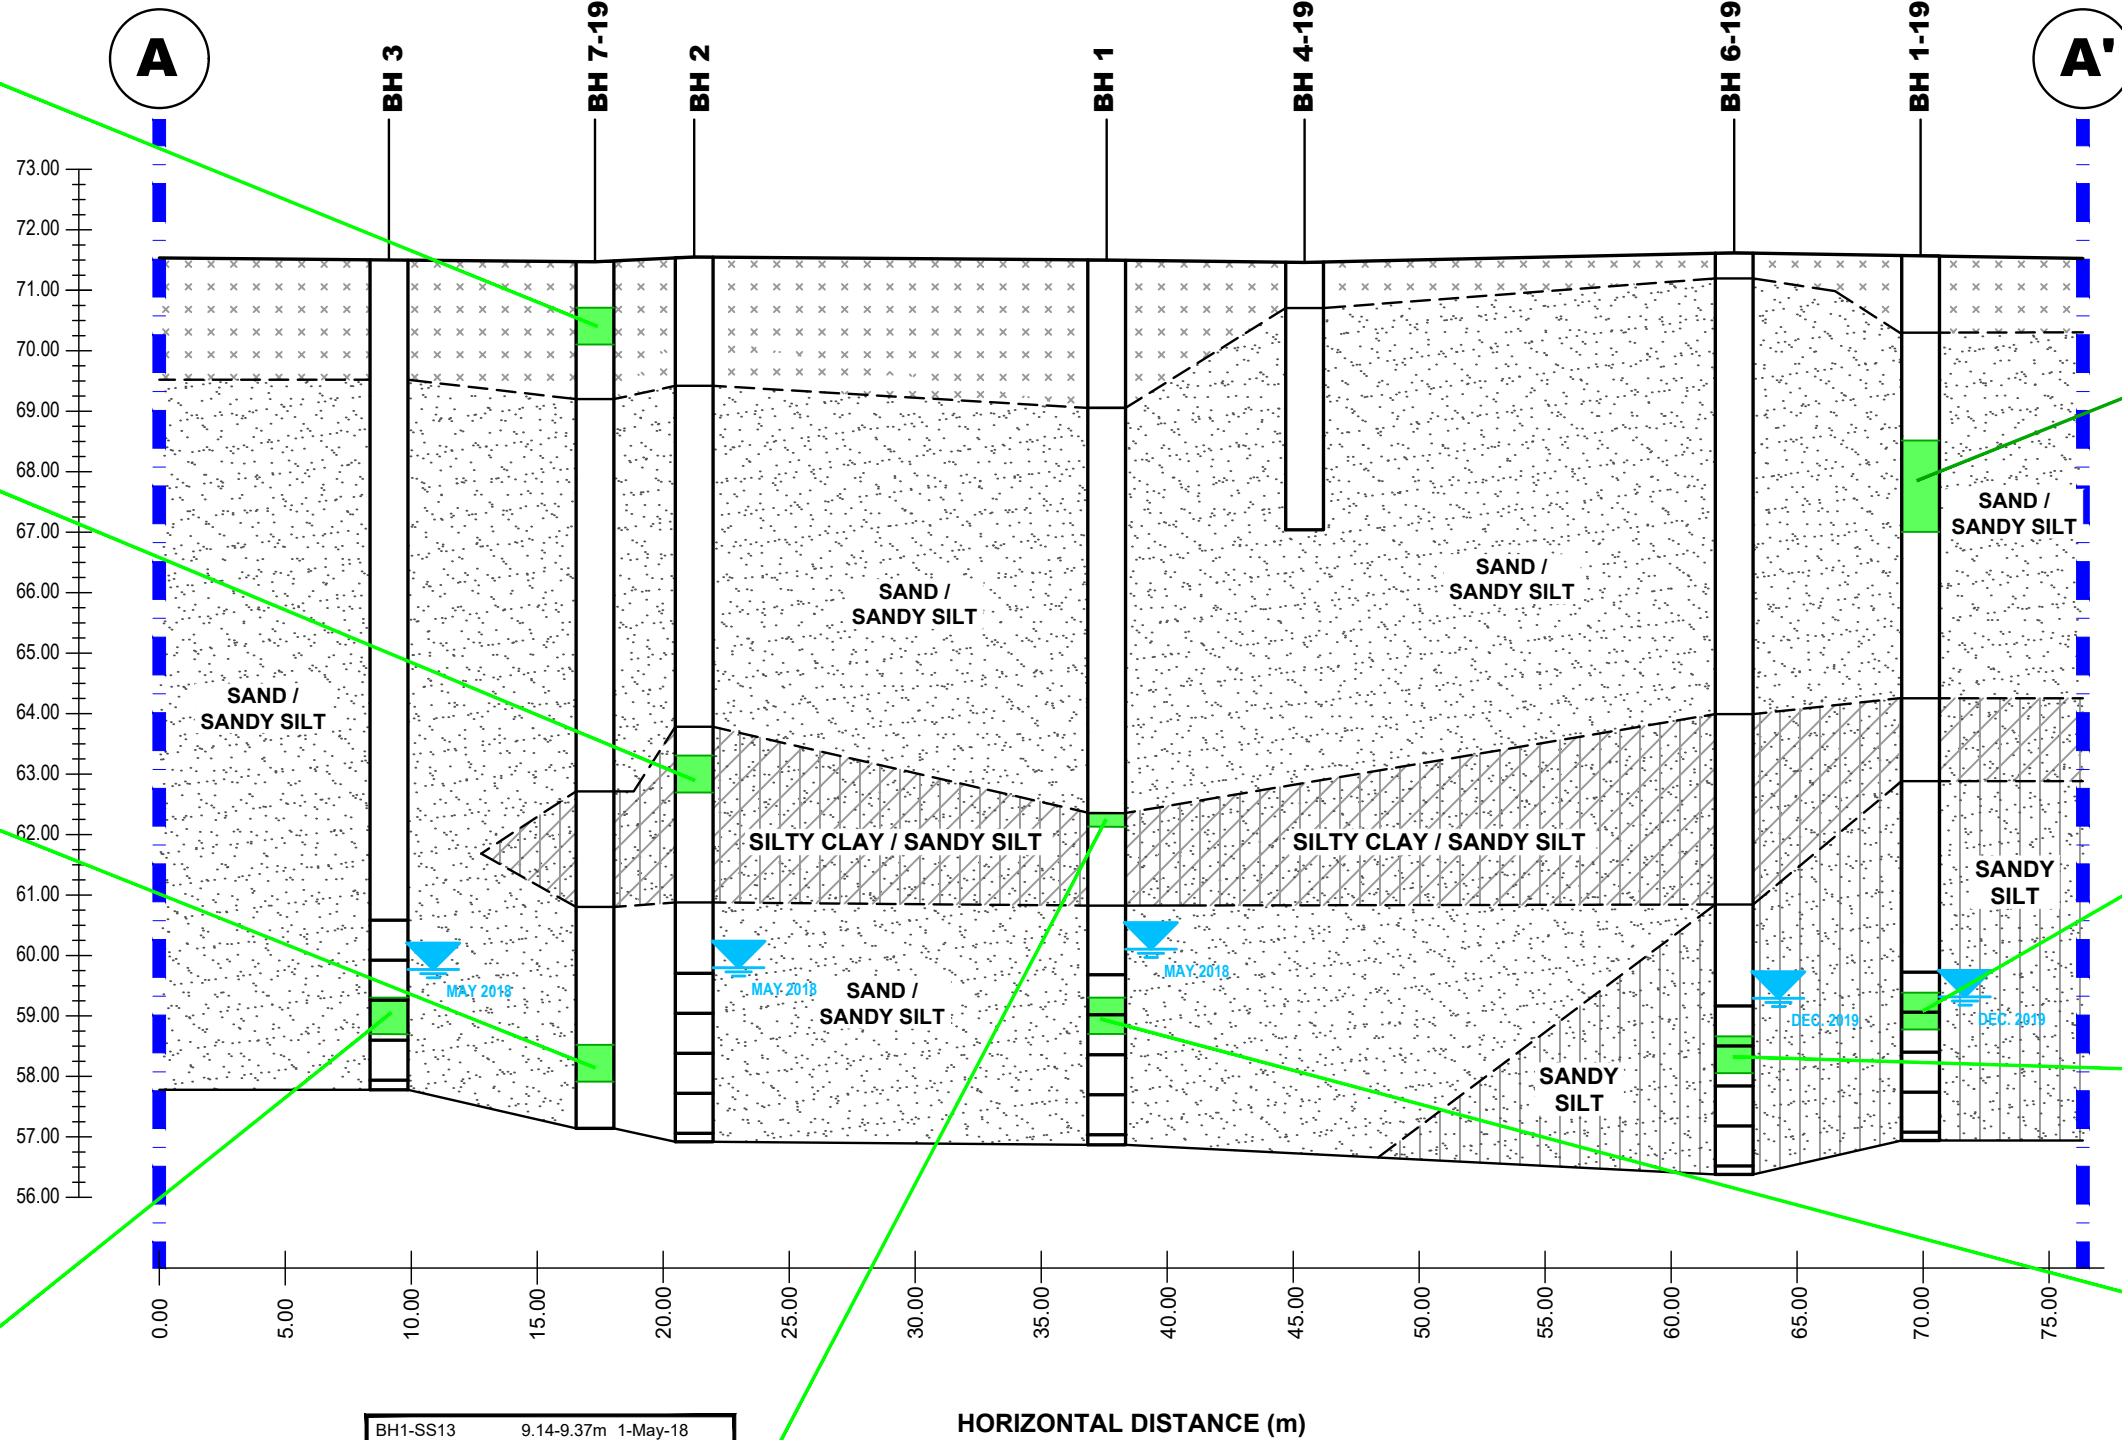 A
BH 3
BH 7-19
BH 2
BH 1
BH 4-19
BH 6-19
BH 1-19
A'
73.00
72.00
71.00
70.00
69.00
68.00
67.00
66.00
65.00
64.00
63.00
62.00
61.00
60.00
59.00
58.00
57.00
56.00
SAND /
SANDY SILT
SAND /
SANDY SILT
SAND /
SANDY SILT
SAND /
SANDY SILT
SILTY CLAY / SANDY SILT
SILTY CLAY / SANDY SILT
SANDY
SILT
SAND /
SANDY SILT
SANDY
SILT
MAY 2018
MAY 2018
MAY 2018
DEC. 2019
DEC. 2019
0.00
5.00
10.00
15.00
20.00
25.00
30.00
35.00
40.00
45.00
50.00
55.00
60.00
65.00
70.00
75.00
HORIZONTAL DISTANCE (m)
BH1-SS13 9.14-9.37m 1-May-18